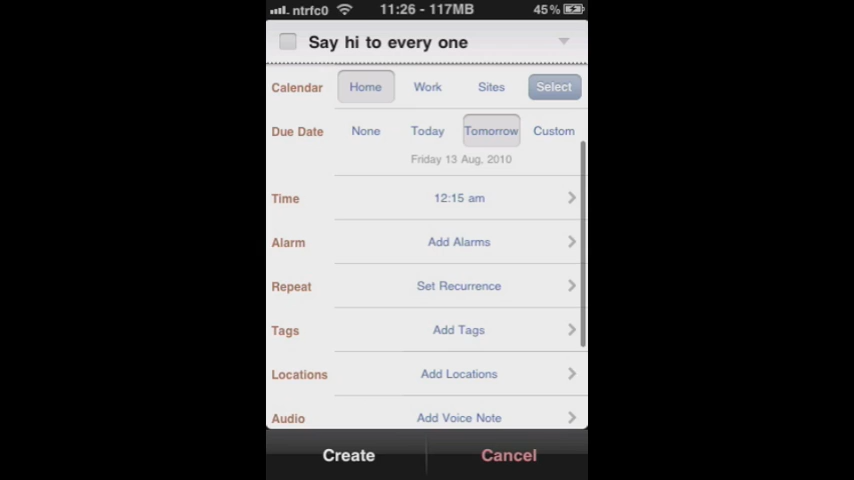 ntrfc0 11:26 - 117MB 45%
Say hi to every one
Calendar Home Work Sites Select
Due Date None Today Tomorrow Custom
Friday 13 Aug, 2010
Time 12:15 am
Alarm Add Alarms
Repeat Set Recurrence
Tags Add Tags
Locations Add Locations
Audio Add Voice Note
Create Cancel